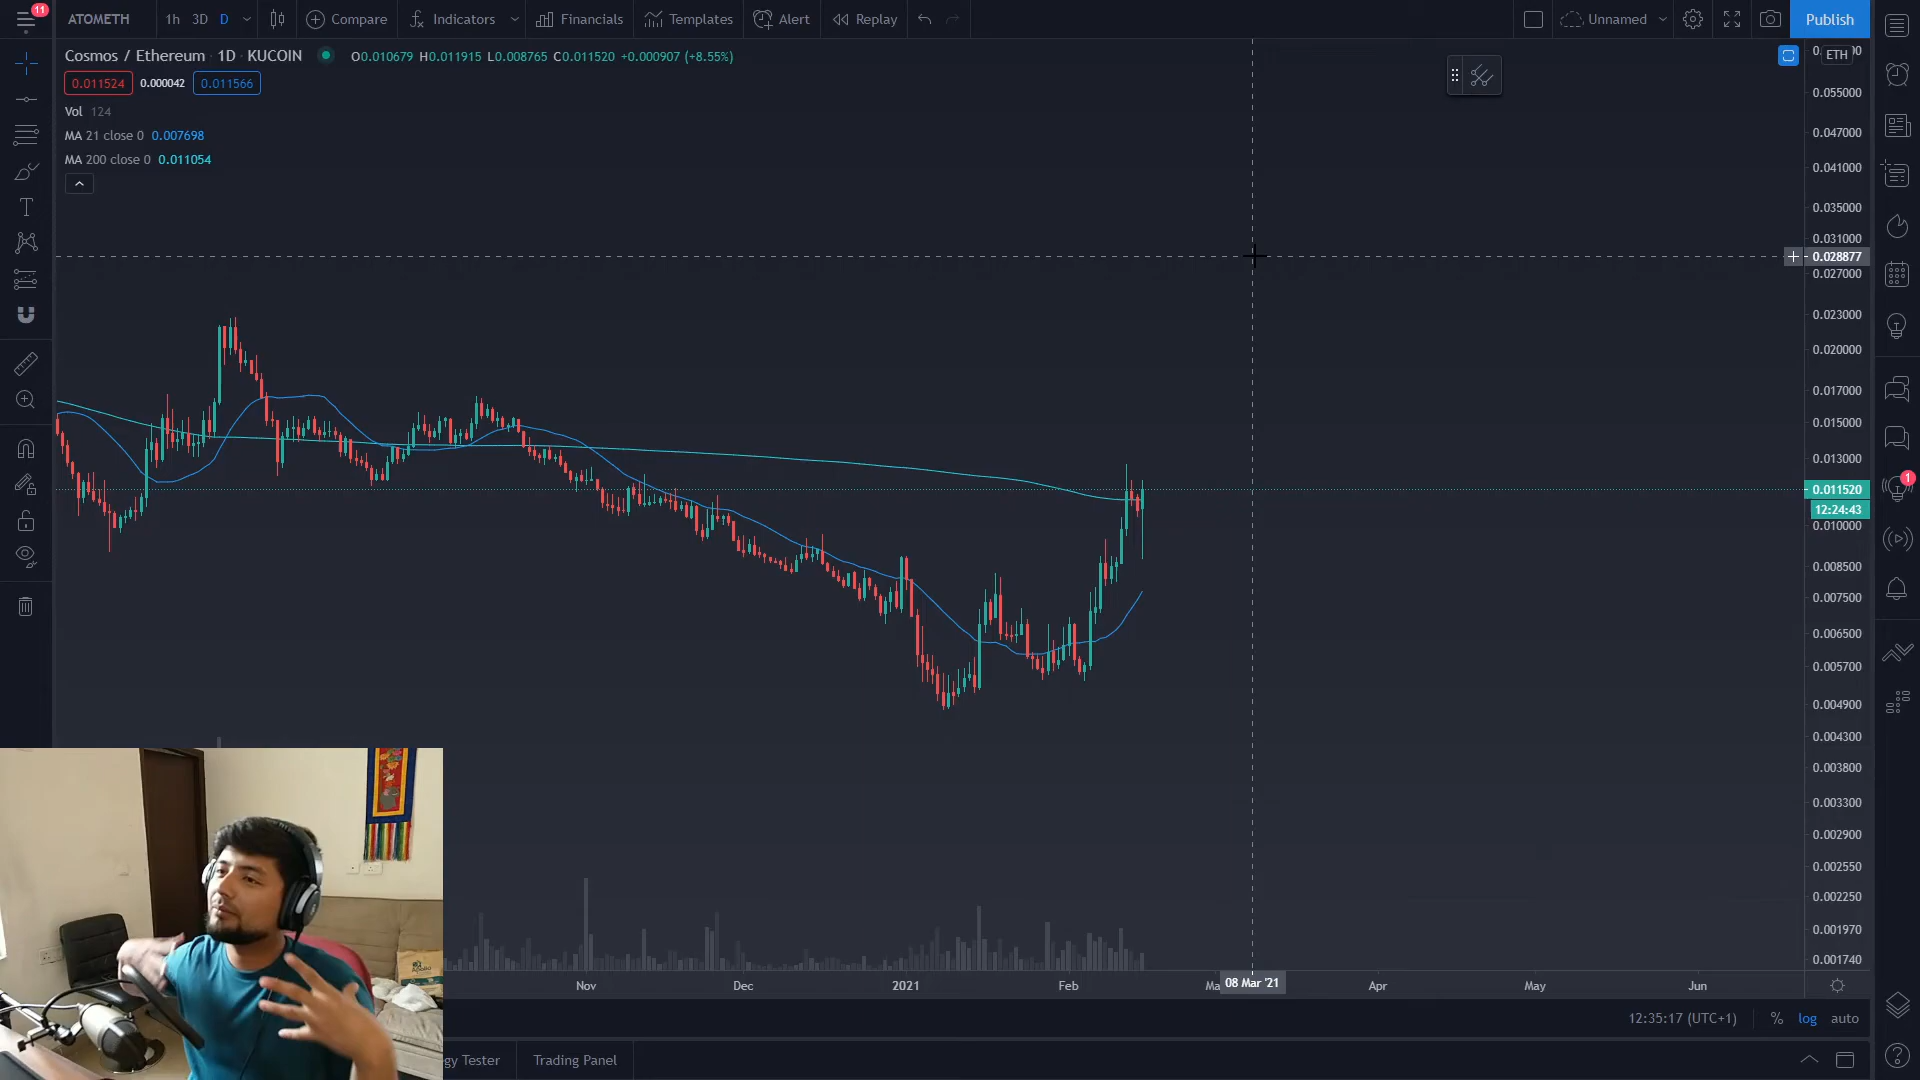 11
ATOMETH
1h 3D D
Compare
Indicators
Financials
Templates
Alert
Replay
Unnamed
Publish
Cosmos / Ethereum · 1D · KUCOIN
O0.010679 H0.011915 L0.008765 C0.011520 +0.000907 (+8.55%)
0.011524 0.000042 0.011566
Vol 124
MA 21 close 0 0.007698
MA 200 close 0 0.011054
ETH
0.055000
0.047000
0.041000
0.035000
0.031000
0.028877
0.027000
0.023000
0.020000
0.017000
0.015000
0.013000
0.011520
12:24:43
0.010000
0.008500
0.007500
0.006500
0.005700
0.004900
0.004300
0.003800
0.003300
0.002900
0.002550
0.002250
0.001970
0.001740
1
Nov Dec 2021 Feb Ma 08 Mar '21 Apr May Jun
12:35:17 (UTC+1) % log auto
gy Tester Trading Panel